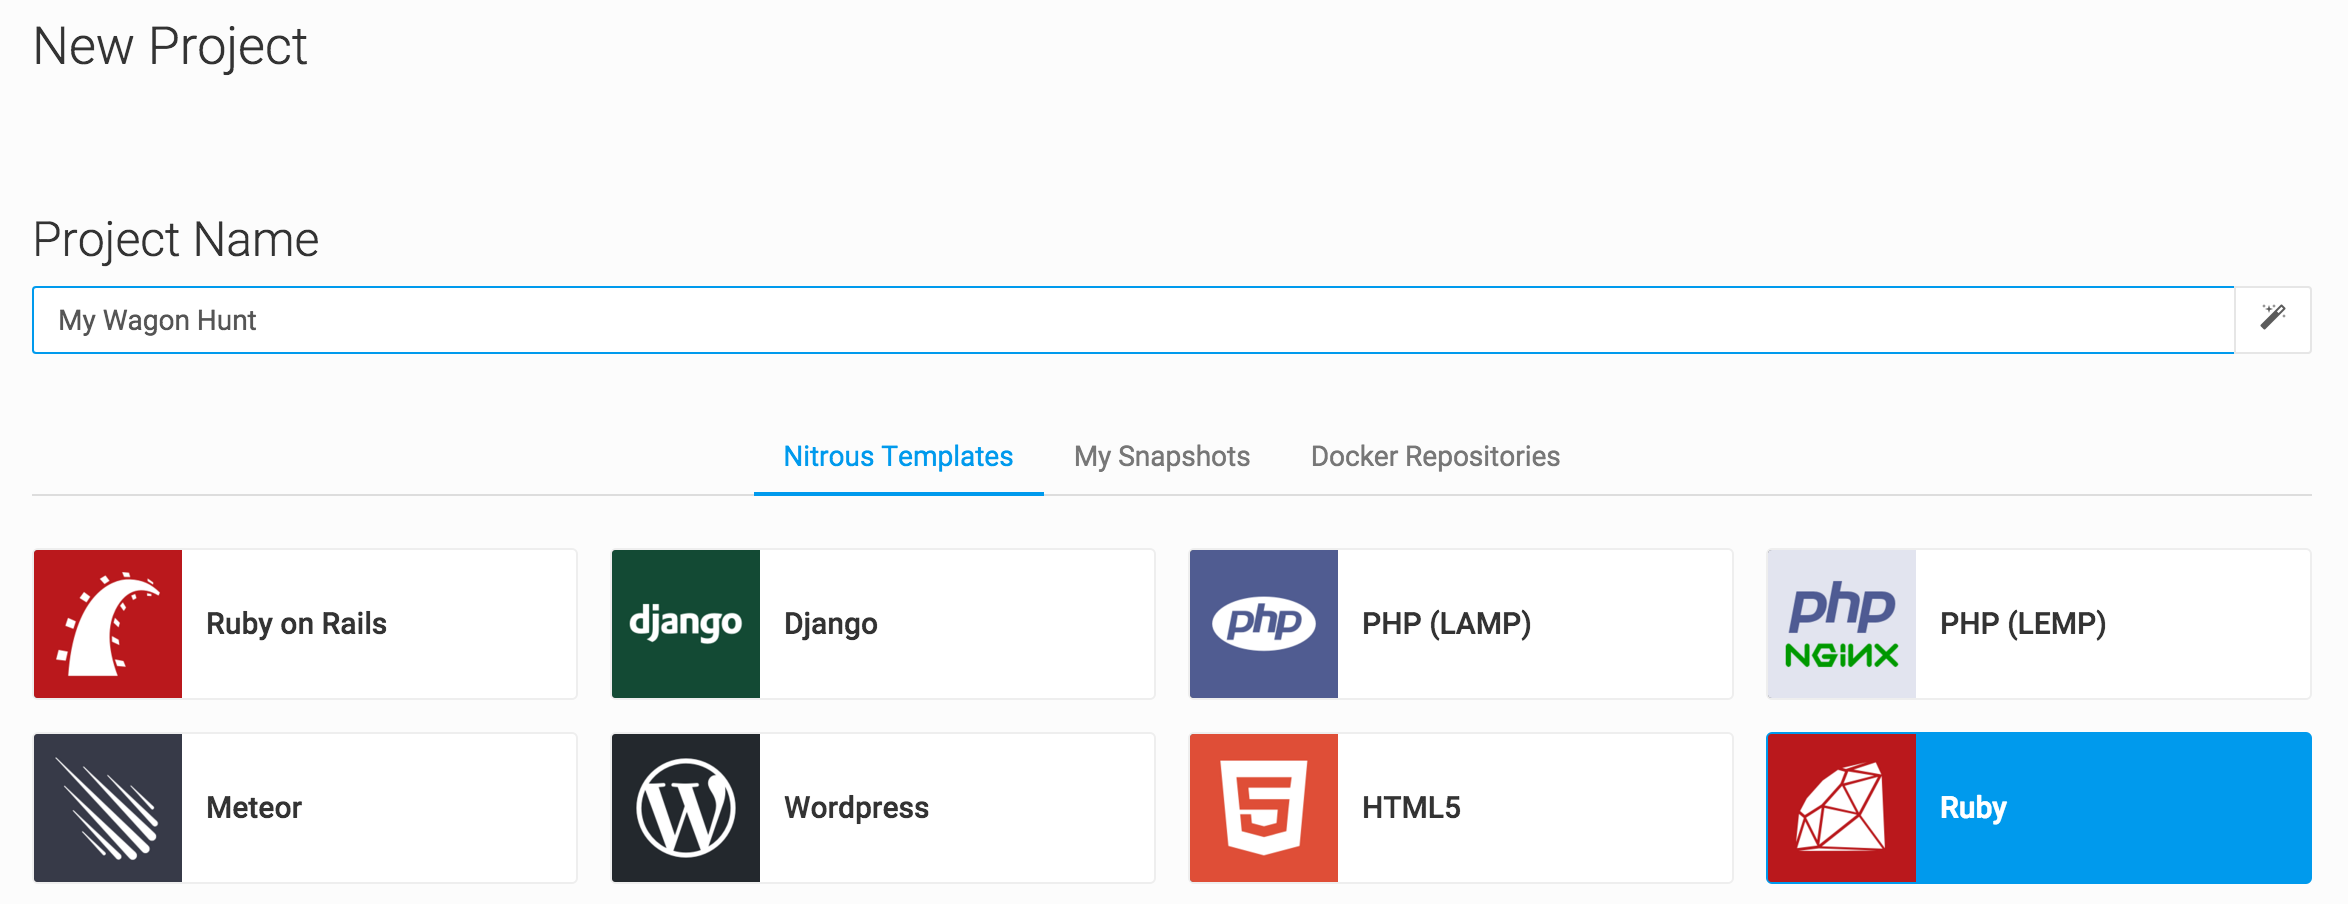 New Project
Project Name
My Wagon Hunt
Nitrous Templates My Snapshots Docker Repositories
Ruby on Rails
django Django
php PHP (LAMP)
php NGiNX PHP (LEMP)
Meteor
W Wordpress
5 HTML5
Ruby